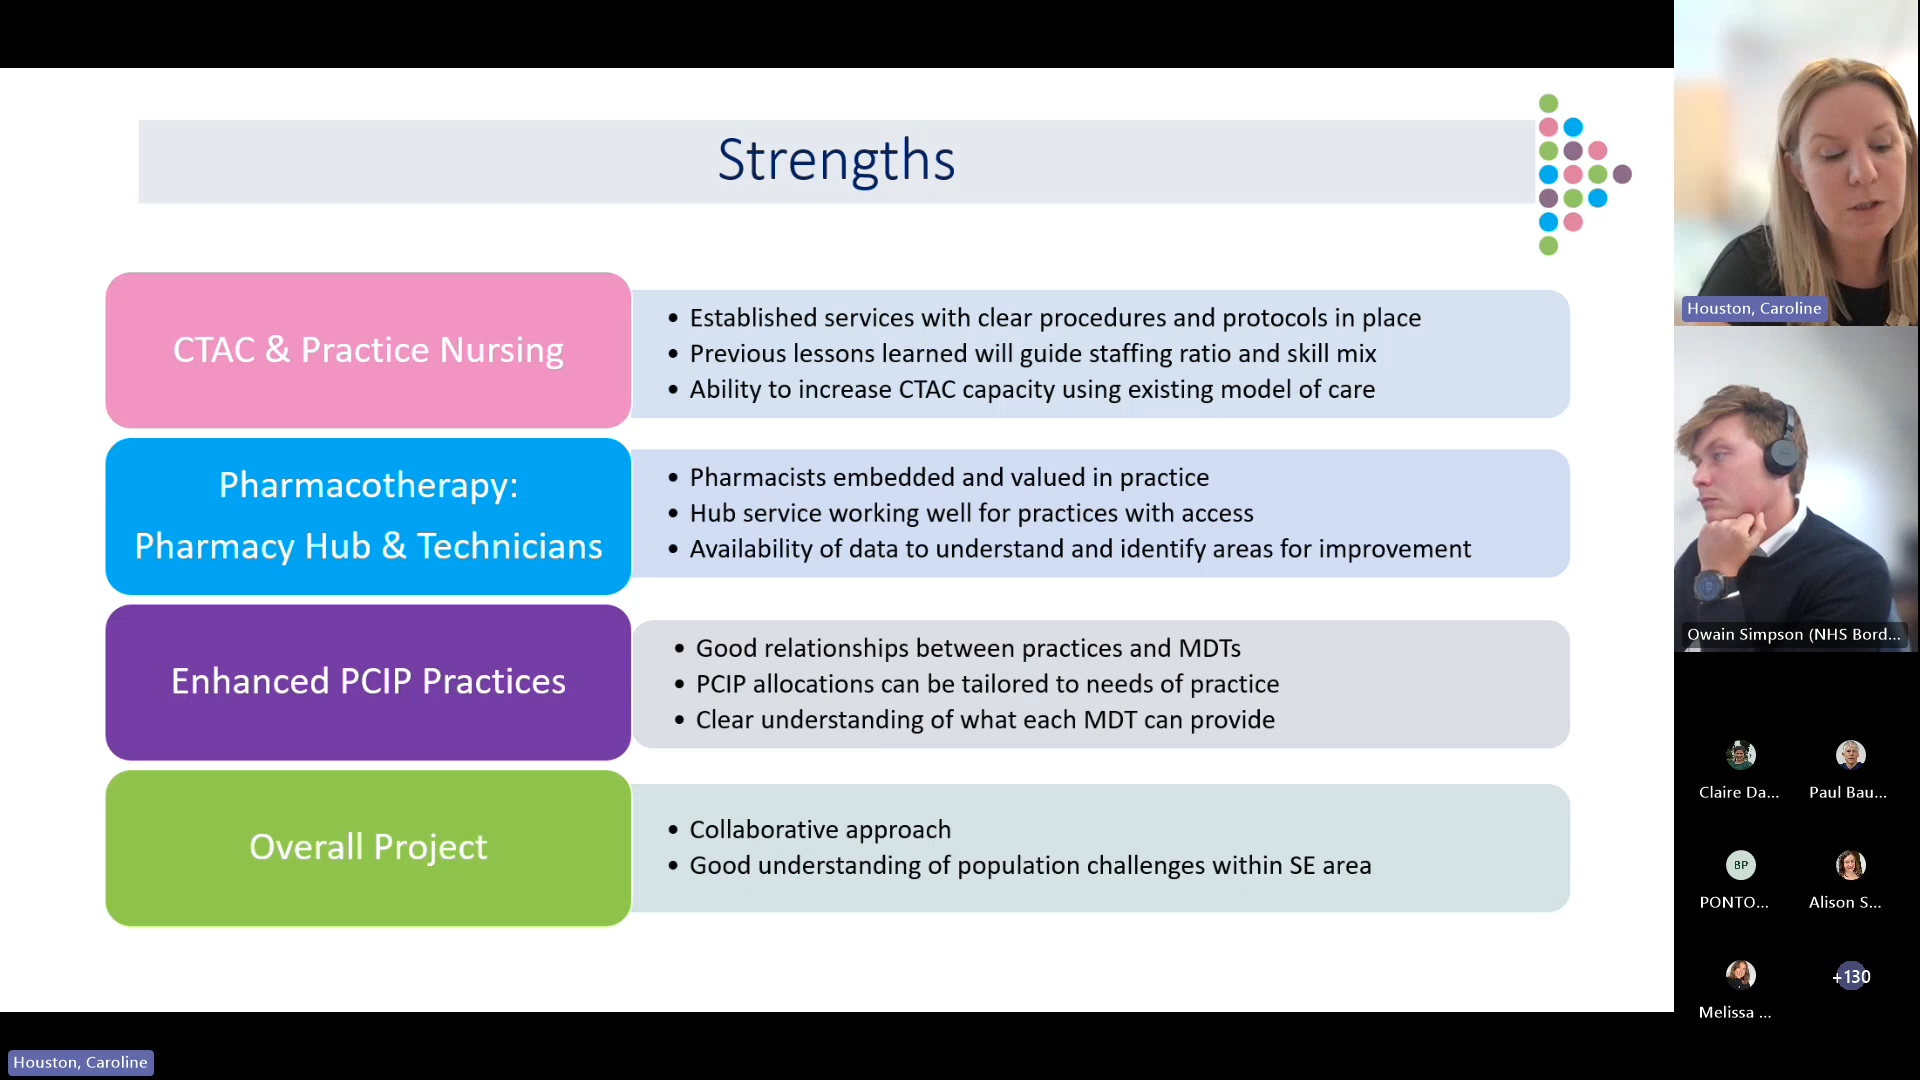 Strengths
CTAC & Practice Nursing
• Established services with clear procedures and protocols in place
• Previous lessons learned will guide staffing ratio and skill mix
• Ability to increase CTAC capacity using existing model of care
Pharmacotherapy:
Pharmacy Hub & Technicians
• Pharmacists embedded and valued in practice
• Hub service working well for practices with access
• Availability of data to understand and identify areas for improvement
Enhanced PCIP Practices
• Good relationships between practices and MDTs
• PCIP allocations can be tailored to needs of practice
• Clear understanding of what each MDT can provide
Overall Project
• Collaborative approach
• Good understanding of population challenges within SE area
Houston, Caroline
Owain Simpson (NHS Bord...
Claire Da...
Paul Bau...
BP
PONTO...
Alison S...
Melissa ...
+130
Houston, Caroline